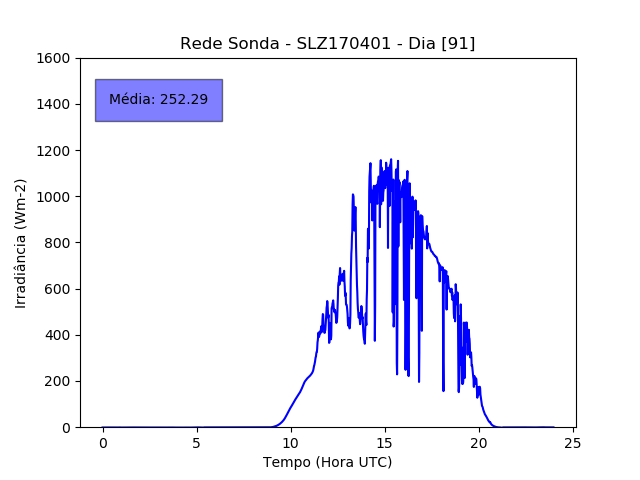 Rede Sonda - SLZ170401 - Dia [91]
1600
1400
1200
1000
800
600
400
200
0
Irradiância (Wm-2)
Média: 252.29
0 5 10 15 20 25
Tempo (Hora UTC)